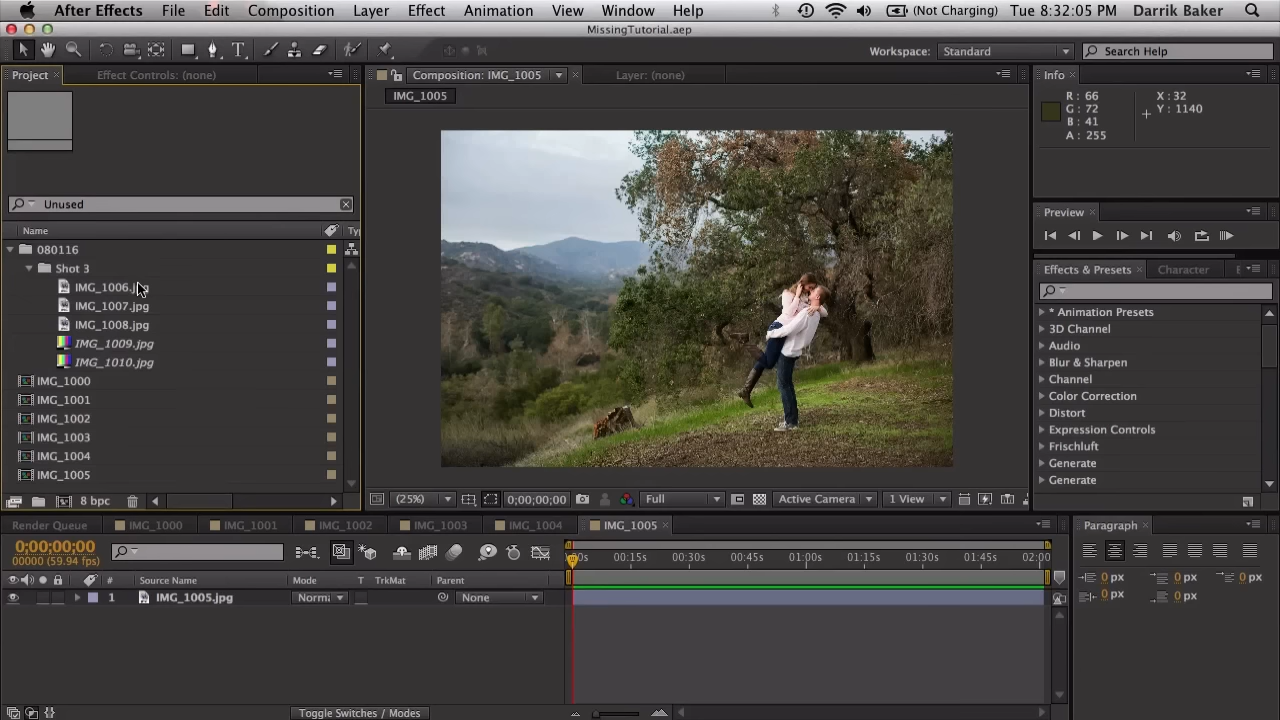 After Effects File Edit Composition Layer Effect Animation View Window Help (Not Charging) Tue 8:32:05 PM Darrik Baker
MissingTutorial.aep
Workspace: Standard Search Help
Project Effect Controls: (none) Composition: IMG_1005 Layer: (none) Info
IMG_1005
R: 66 X: 32
G: 72 Y: 1140
B: 41
A: 255
Unused
Name
080116
Shot 3
IMG_1006.jpg
IMG_1007.jpg
IMG_1008.jpg
IMG_1009.jpg
IMG_1010.jpg
IMG_1000
IMG_1001
IMG_1002
IMG_1003
IMG_1004
IMG_1005
8 bpc
(25%) 0;00;00;00 Full Active Camera 1 View
Preview
Effects & Presets Character
* Animation Presets
3D Channel
Audio
Blur & Sharpen
Channel
Color Correction
Distort
Expression Controls
Frischluft
Generate
Generate
Render Queue IMG_1000 IMG_1001 IMG_1002 IMG_1003 IMG_1004 IMG_1005
0;00;00;00
00000 (59.94 fps)
00s 00:15s 00:30s 00:45s 01:00s 01:15s 01:30s 01:45s 02:00
# Source Name Mode T TrkMat Parent
1 IMG_1005.jpg Norma None
Toggle Switches / Modes
Paragraph
0 px 0 px 0 px
0 px 0 px